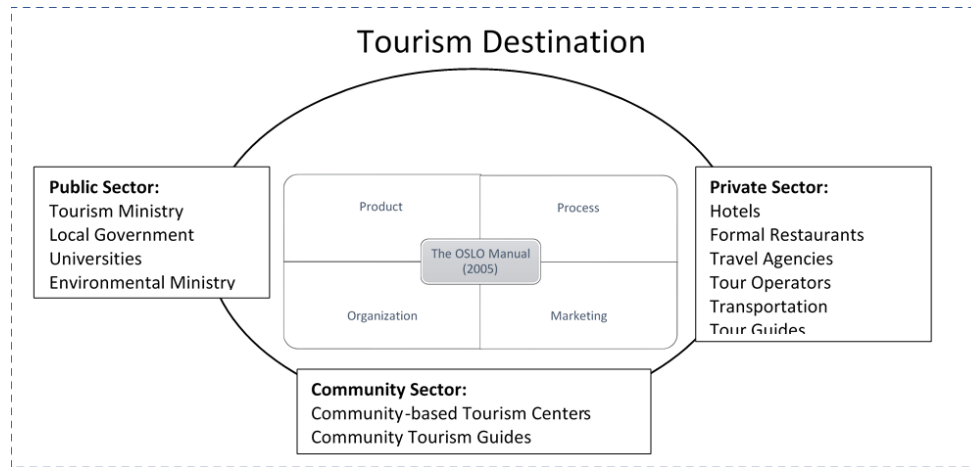 Tourism Destination
Public Sector:
Tourism Ministry
Local Government
Universities
Environmental Ministry
Product
Process
The OSLO Manual
(2005)
Organization
Marketing
Private Sector:
Hotels
Formal Restaurants
Travel Agencies
Tour Operators
Transportation
Tour Guides
Community Sector:
Community-based Tourism Centers
Community Tourism Guides